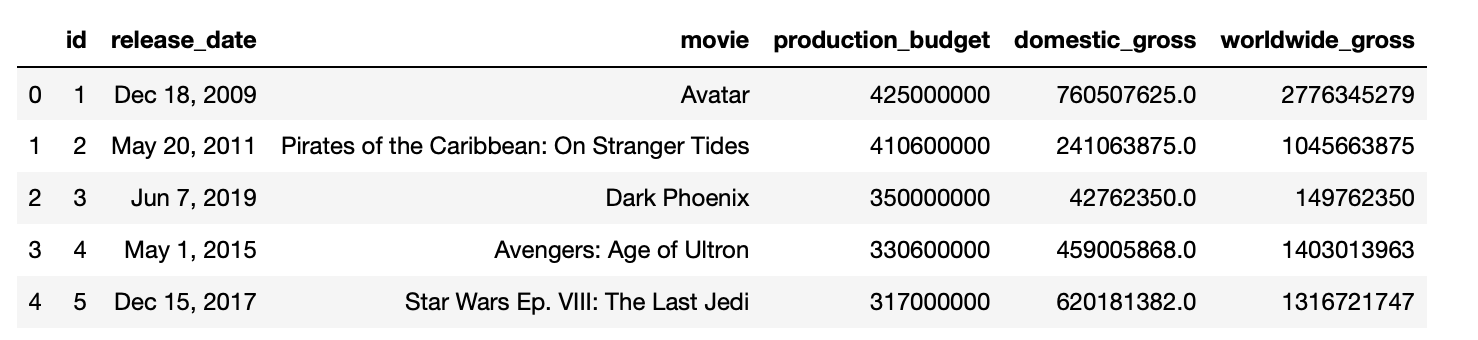 id release_date movie production_budget domestic_gross worldwide_gross
0 1 Dec 18, 2009 Avatar 425000000 760507625.0 2776345279
1 2 May 20, 2011 Pirates of the Caribbean: On Stranger Tides 410600000 241063875.0 1045663875
2 3 Jun 7, 2019 Dark Phoenix 350000000 42762350.0 149762350
3 4 May 1, 2015 Avengers: Age of Ultron 330600000 459005868.0 1403013963
4 5 Dec 15, 2017 Star Wars Ep. VIII: The Last Jedi 317000000 620181382.0 1316721747